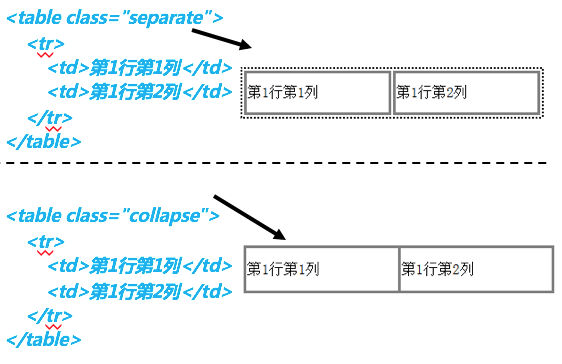 <table class="separate">
<tr>
<td>第1行第1列</td>
<td>第1行第2列</td>
</tr>
</table>
第1行第1列 第1行第2列
<table class="collapse">
<tr>
<td>第1行第1列</td>
<td>第1行第2列</td>
</tr>
</table>
第1行第1列 第1行第2列